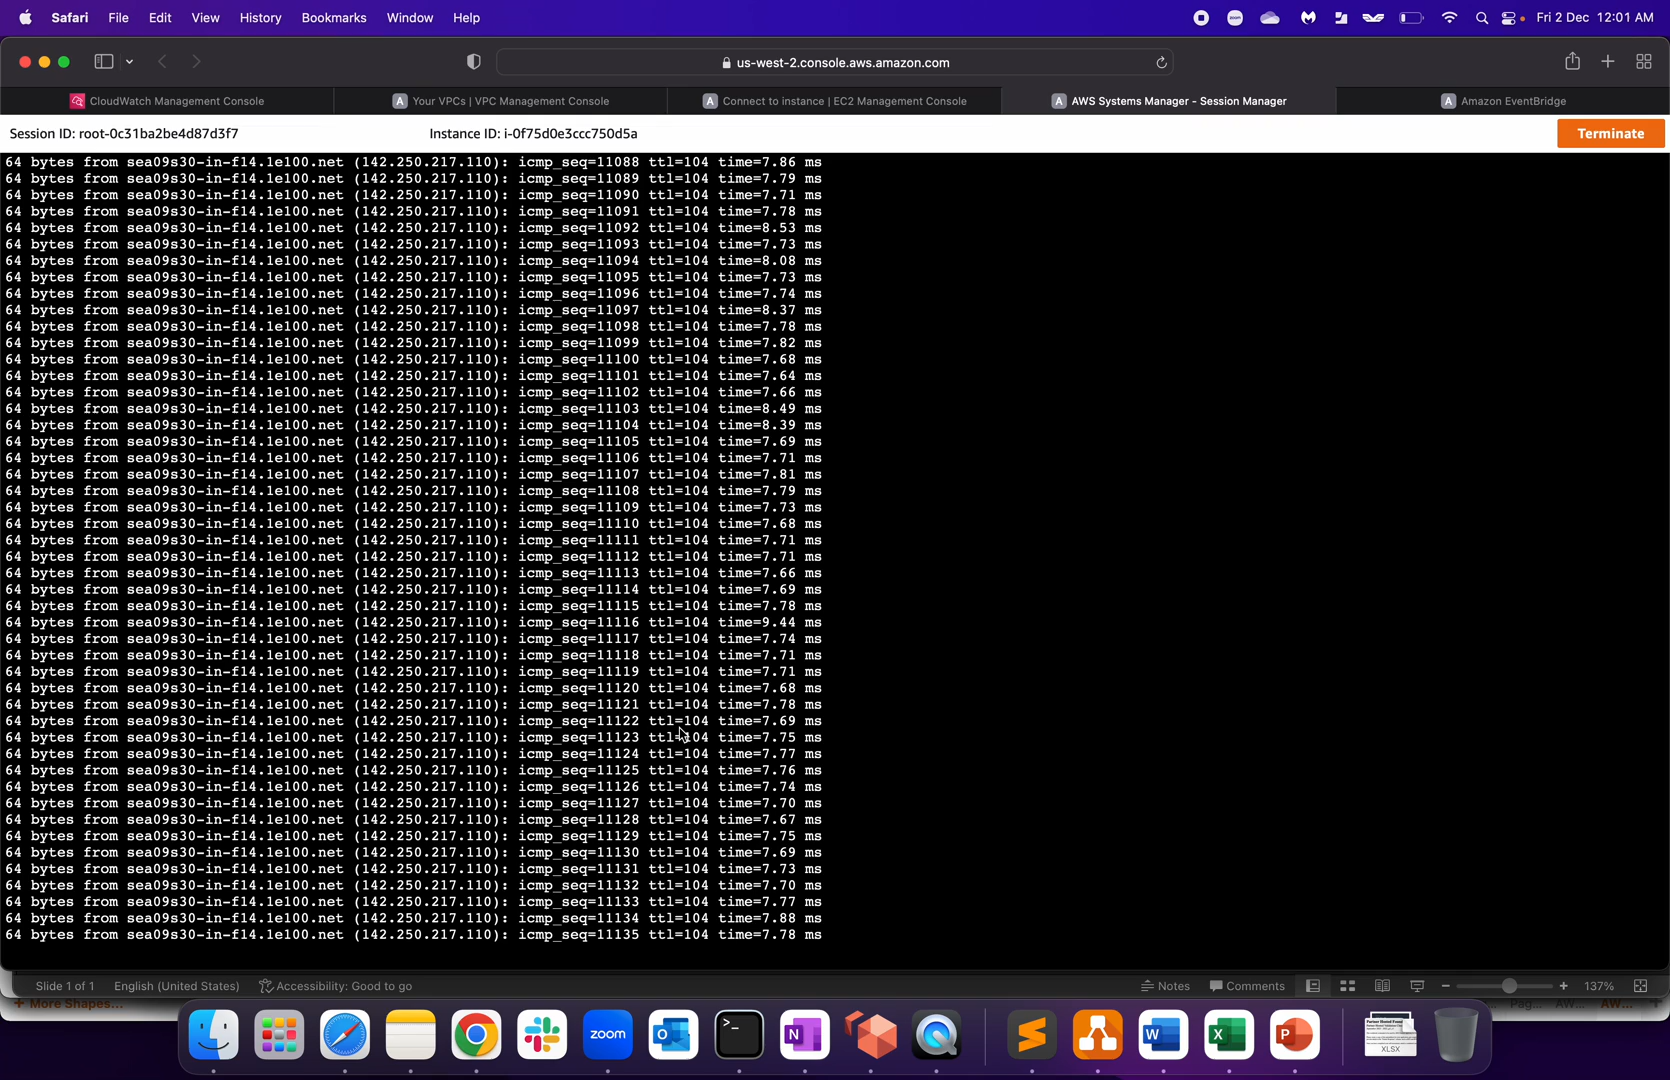 Safari File Edit View History Bookmarks Window Help zoom Fri 2 Dec 12:01 AM
us-west-2.console.aws.amazon.com
CloudWatch Management Console A Your VPCs | VPC Management Console A Connect to instance | EC2 Management Console A AWS Systems Manager - Session Manager A Amazon EventBridge
Session ID: root-0c31ba2be4d87d3f7 Instance ID: i-0f75d0e3ccc750d5a Terminate
64 bytes from sea09s30-in-f14.1e100.net (142.250.217.110): icmp_seq=11088 ttl=104 time=7.86 ms
64 bytes from sea09s30-in-f14.1e100.net (142.250.217.110): icmp_seq=11089 ttl=104 time=7.79 ms
64 bytes from sea09s30-in-f14.1e100.net (142.250.217.110): icmp_seq=11090 ttl=104 time=7.71 ms
64 bytes from sea09s30-in-f14.1e100.net (142.250.217.110): icmp_seq=11091 ttl=104 time=7.78 ms
64 bytes from sea09s30-in-f14.1e100.net (142.250.217.110): icmp_seq=11092 ttl=104 time=8.53 ms
64 bytes from sea09s30-in-f14.1e100.net (142.250.217.110): icmp_seq=11093 ttl=104 time=7.73 ms
64 bytes from sea09s30-in-f14.1e100.net (142.250.217.110): icmp_seq=11094 ttl=104 time=8.08 ms
64 bytes from sea09s30-in-f14.1e100.net (142.250.217.110): icmp_seq=11095 ttl=104 time=7.73 ms
64 bytes from sea09s30-in-f14.1e100.net (142.250.217.110): icmp_seq=11096 ttl=104 time=7.74 ms
64 bytes from sea09s30-in-f14.1e100.net (142.250.217.110): icmp_seq=11097 ttl=104 time=8.37 ms
64 bytes from sea09s30-in-f14.1e100.net (142.250.217.110): icmp_seq=11098 ttl=104 time=7.78 ms
64 bytes from sea09s30-in-f14.1e100.net (142.250.217.110): icmp_seq=11099 ttl=104 time=7.82 ms
64 bytes from sea09s30-in-f14.1e100.net (142.250.217.110): icmp_seq=11100 ttl=104 time=7.68 ms
64 bytes from sea09s30-in-f14.1e100.net (142.250.217.110): icmp_seq=11101 ttl=104 time=7.64 ms
64 bytes from sea09s30-in-f14.1e100.net (142.250.217.110): icmp_seq=11102 ttl=104 time=7.66 ms
64 bytes from sea09s30-in-f14.1e100.net (142.250.217.110): icmp_seq=11103 ttl=104 time=8.49 ms
64 bytes from sea09s30-in-f14.1e100.net (142.250.217.110): icmp_seq=11104 ttl=104 time=8.39 ms
64 bytes from sea09s30-in-f14.1e100.net (142.250.217.110): icmp_seq=11105 ttl=104 time=7.69 ms
64 bytes from sea09s30-in-f14.1e100.net (142.250.217.110): icmp_seq=11106 ttl=104 time=7.71 ms
64 bytes from sea09s30-in-f14.1e100.net (142.250.217.110): icmp_seq=11107 ttl=104 time=7.81 ms
64 bytes from sea09s30-in-f14.1e100.net (142.250.217.110): icmp_seq=11108 ttl=104 time=7.79 ms
64 bytes from sea09s30-in-f14.1e100.net (142.250.217.110): icmp_seq=11109 ttl=104 time=7.73 ms
64 bytes from sea09s30-in-f14.1e100.net (142.250.217.110): icmp_seq=11110 ttl=104 time=7.68 ms
64 bytes from sea09s30-in-f14.1e100.net (142.250.217.110): icmp_seq=11111 ttl=104 time=7.71 ms
64 bytes from sea09s30-in-f14.1e100.net (142.250.217.110): icmp_seq=11112 ttl=104 time=7.71 ms
64 bytes from sea09s30-in-f14.1e100.net (142.250.217.110): icmp_seq=11113 ttl=104 time=7.66 ms
64 bytes from sea09s30-in-f14.1e100.net (142.250.217.110): icmp_seq=11114 ttl=104 time=7.69 ms
64 bytes from sea09s30-in-f14.1e100.net (142.250.217.110): icmp_seq=11115 ttl=104 time=7.78 ms
64 bytes from sea09s30-in-f14.1e100.net (142.250.217.110): icmp_seq=11116 ttl=104 time=9.44 ms
64 bytes from sea09s30-in-f14.1e100.net (142.250.217.110): icmp_seq=11117 ttl=104 time=7.74 ms
64 bytes from sea09s30-in-f14.1e100.net (142.250.217.110): icmp_seq=11118 ttl=104 time=7.71 ms
64 bytes from sea09s30-in-f14.1e100.net (142.250.217.110): icmp_seq=11119 ttl=104 time=7.71 ms
64 bytes from sea09s30-in-f14.1e100.net (142.250.217.110): icmp_seq=11120 ttl=104 time=7.68 ms
64 bytes from sea09s30-in-f14.1e100.net (142.250.217.110): icmp_seq=11121 ttl=104 time=7.78 ms
64 bytes from sea09s30-in-f14.1e100.net (142.250.217.110): icmp_seq=11122 ttl=104 time=7.69 ms
64 bytes from sea09s30-in-f14.1e100.net (142.250.217.110): icmp_seq=11123 ttl=104 time=7.75 ms
64 bytes from sea09s30-in-f14.1e100.net (142.250.217.110): icmp_seq=11124 ttl=104 time=7.77 ms
64 bytes from sea09s30-in-f14.1e100.net (142.250.217.110): icmp_seq=11125 ttl=104 time=7.76 ms
64 bytes from sea09s30-in-f14.1e100.net (142.250.217.110): icmp_seq=11126 ttl=104 time=7.74 ms
64 bytes from sea09s30-in-f14.1e100.net (142.250.217.110): icmp_seq=11127 ttl=104 time=7.70 ms
64 bytes from sea09s30-in-f14.1e100.net (142.250.217.110): icmp_seq=11128 ttl=104 time=7.67 ms
64 bytes from sea09s30-in-f14.1e100.net (142.250.217.110): icmp_seq=11129 ttl=104 time=7.75 ms
64 bytes from sea09s30-in-f14.1e100.net (142.250.217.110): icmp_seq=11130 ttl=104 time=7.69 ms
64 bytes from sea09s30-in-f14.1e100.net (142.250.217.110): icmp_seq=11131 ttl=104 time=7.73 ms
64 bytes from sea09s30-in-f14.1e100.net (142.250.217.110): icmp_seq=11132 ttl=104 time=7.70 ms
64 bytes from sea09s30-in-f14.1e100.net (142.250.217.110): icmp_seq=11133 ttl=104 time=7.77 ms
64 bytes from sea09s30-in-f14.1e100.net (142.250.217.110): icmp_seq=11134 ttl=104 time=7.88 ms
64 bytes from sea09s30-in-f14.1e100.net (142.250.217.110): icmp_seq=11135 ttl=104 time=7.78 ms
Slide 1 of 1 English (United States) Accessibility: Good to go Notes Comments 137%
+ More Shapes... Pag... AW... AW...
zoom >_ N W X P XLSX